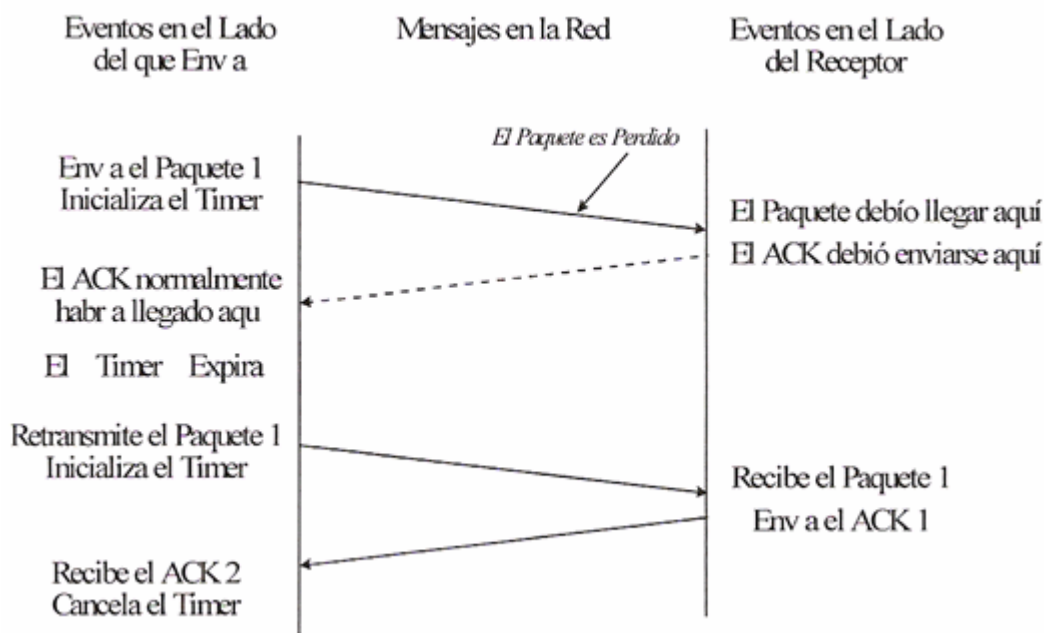 Eventos en el Lado
del que Env a
Mensajes en la Red
Eventos en el Lado
del Receptor
El Paquete es Perdido
Env a el Paquete 1
Inicializa el Timer
El Paquete debío llegar aquí
El ACK debió enviarse aquí
El ACK normalmente
habr a llegado aqu
El Timer Expira
Retransmite el Paquete 1
Inicializa el Timer
Recibe el Paquete 1
Env a el ACK 1
Recibe el ACK 2
Cancela el Timer